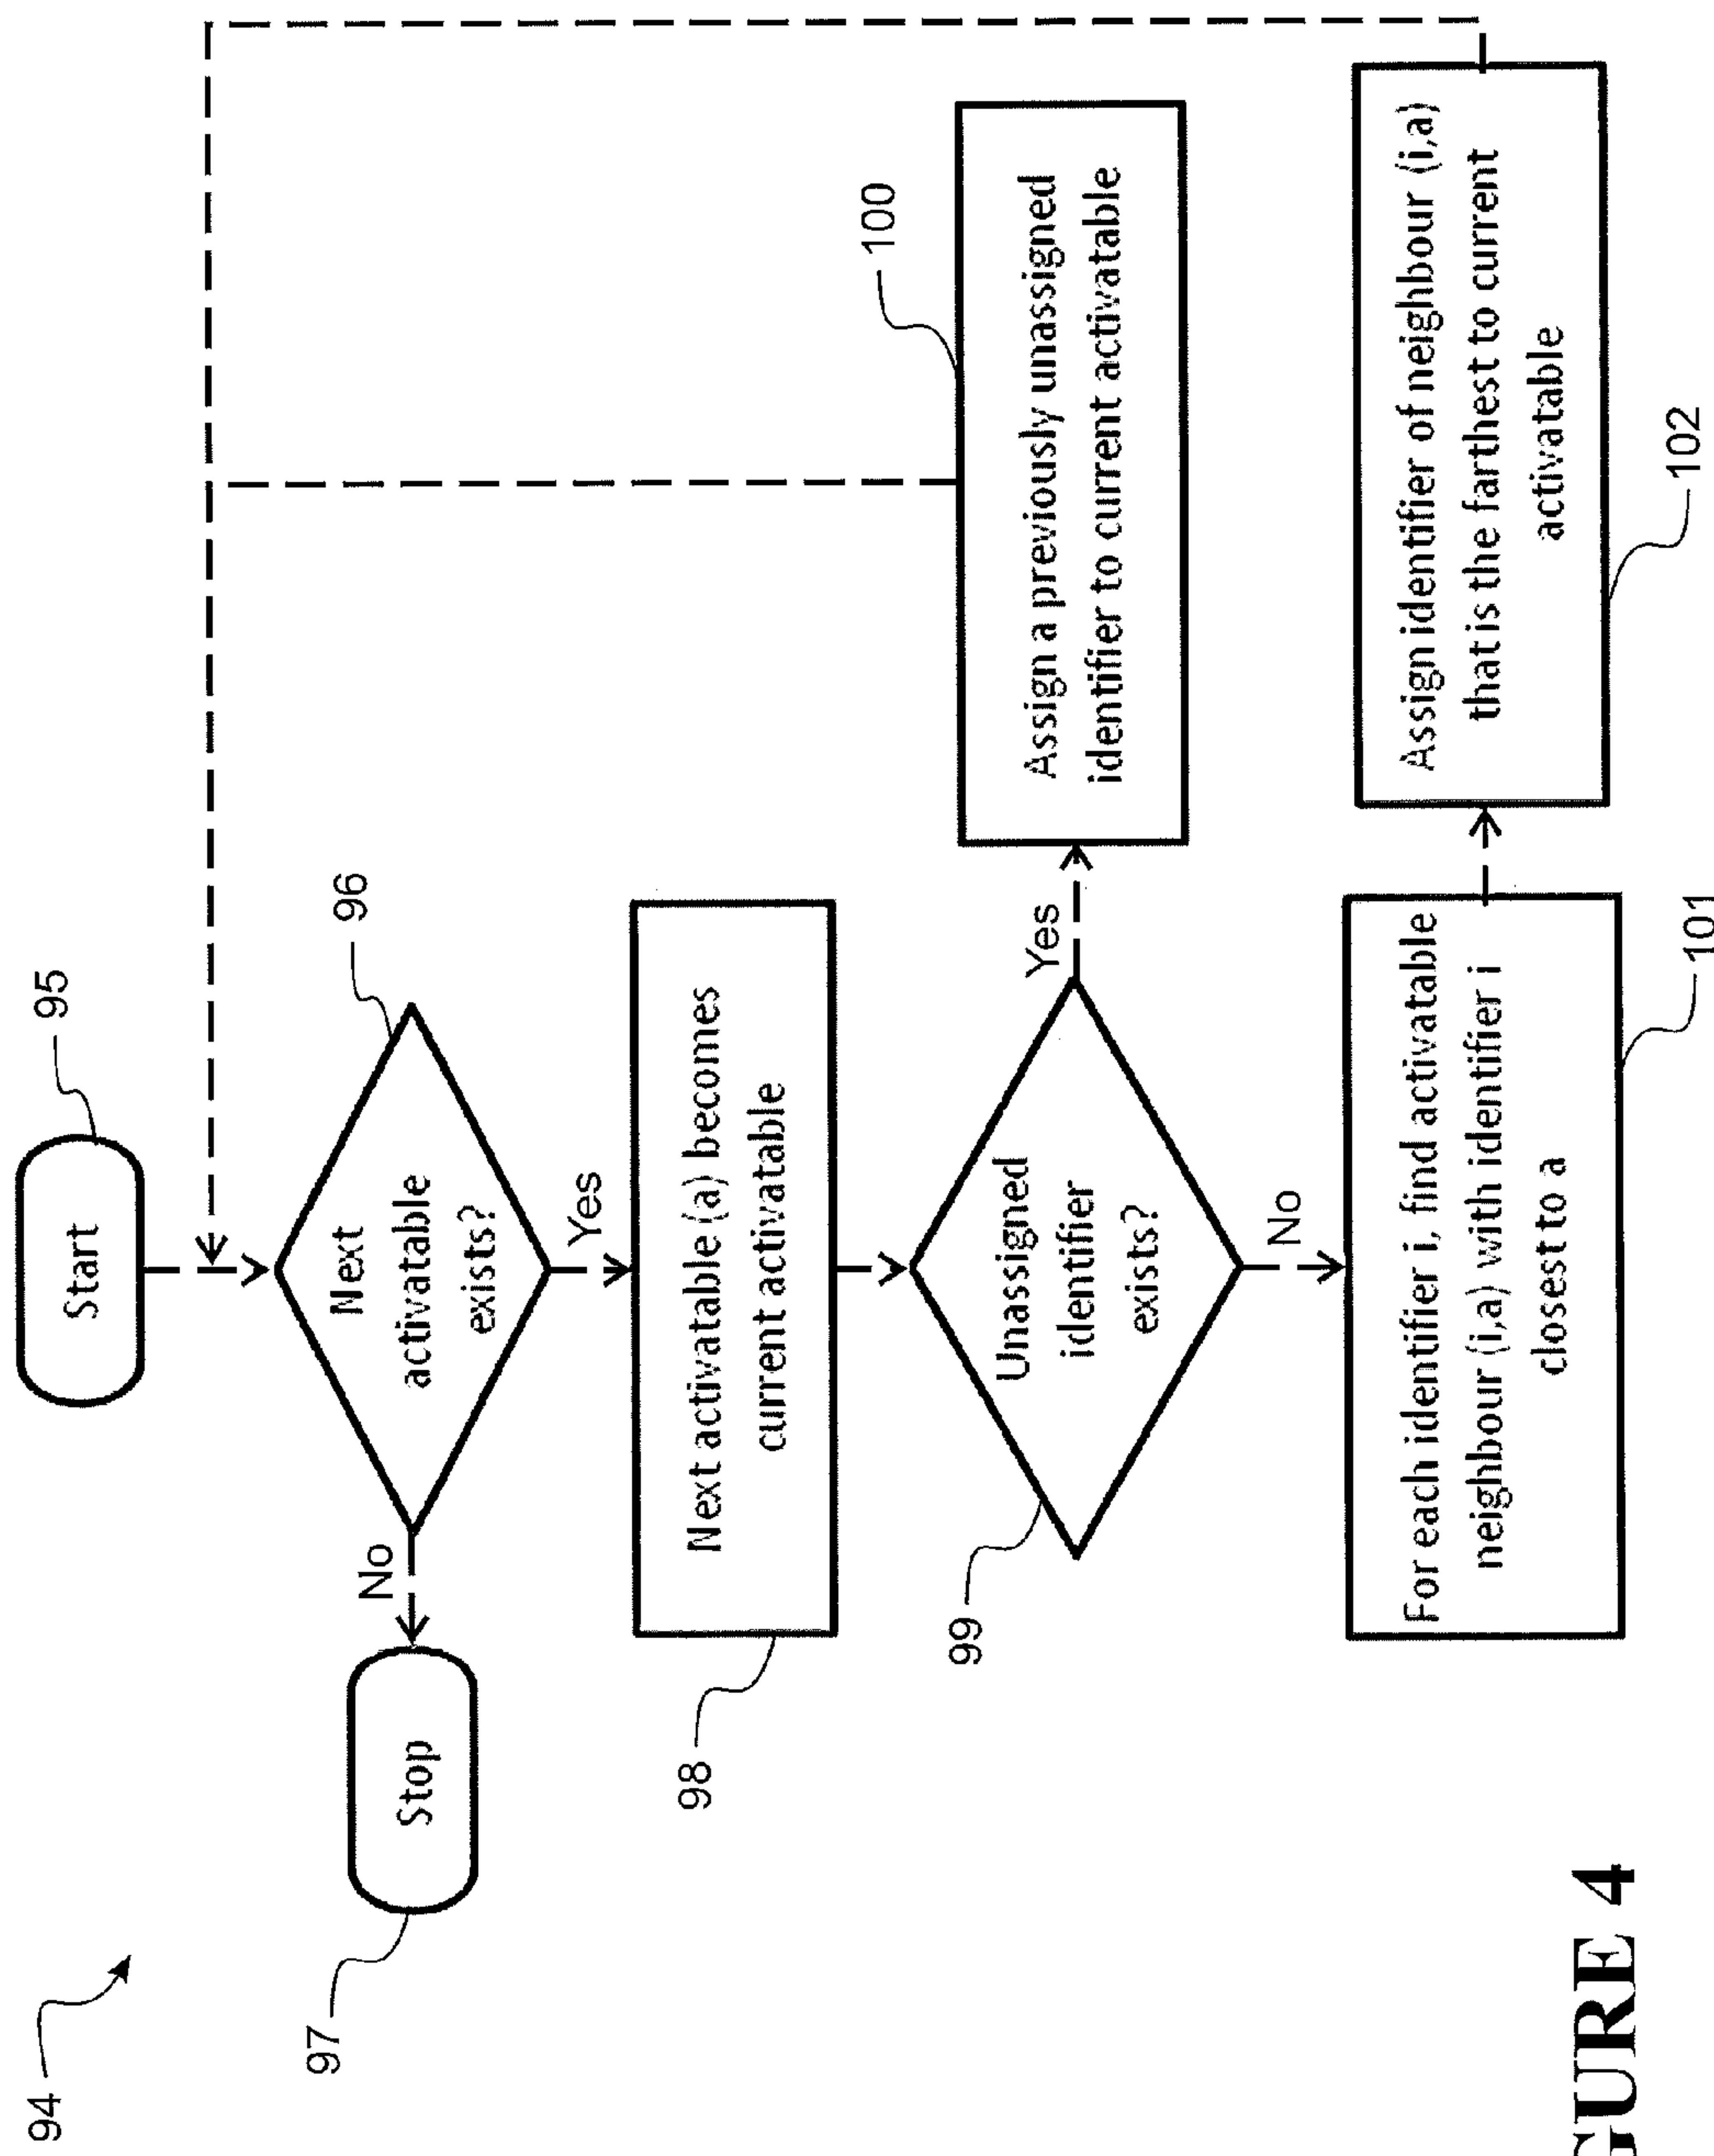 94
Start
95
Next
activatable
exists?
96
No
Stop
97
Yes
Next activatable (a) becomes
current activatable
98
Unassigned
identifier
exists?
99
Yes
Assign a previously unassigned
identifier to current activatable
100
No
For each identifier i, find activatable
neighbour (i,a) with identifier i
closest to a
101
Assign identifier of neighbour (i,a)
that is the farthest to current
activatable
102
GURE 4